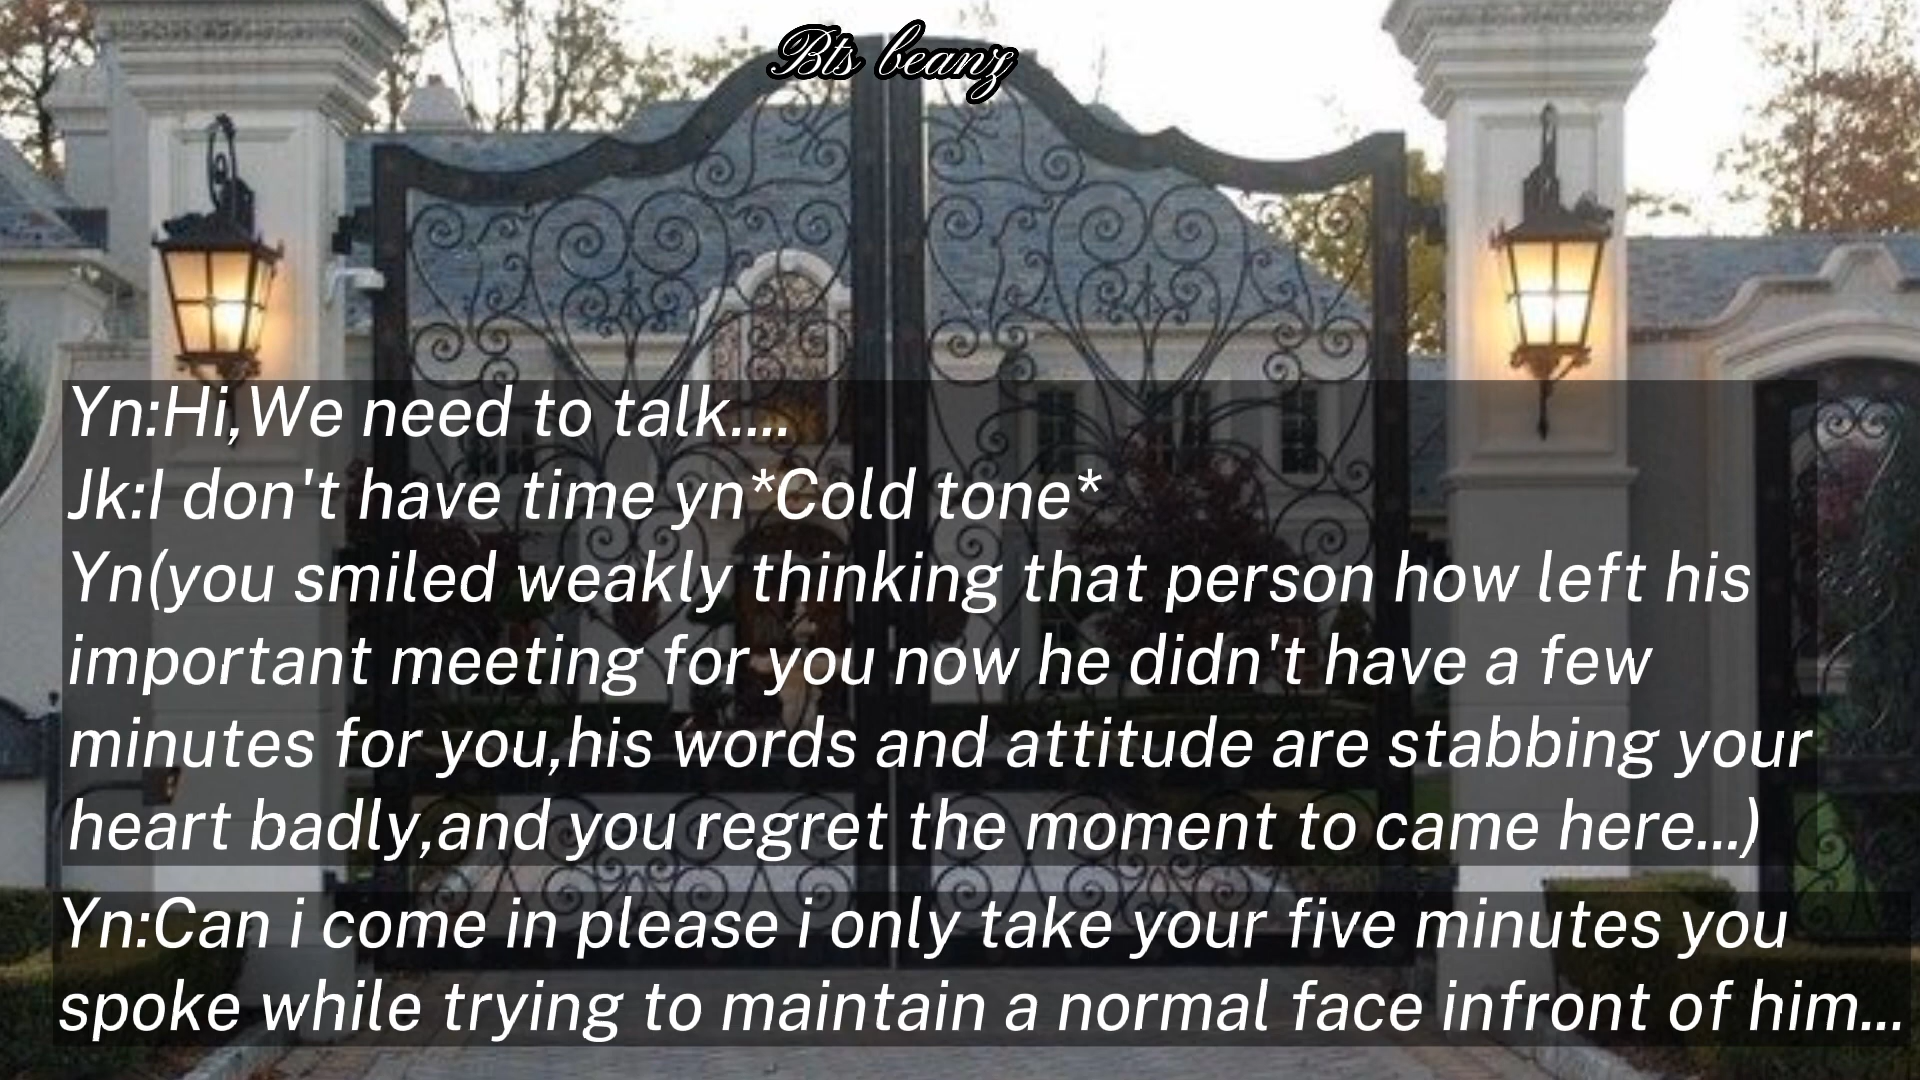 Bts beanz
Yn:Hi,We need to talk....
Jk:I don't have time yn*Cold tone*
Yn(you smiled weakly thinking that person how left his
important meeting for you now he didn't have a few
minutes for you,his words and attitude are stabbing your
heart badly,and you regret the moment to came here...)
Yn:Can i come in please i only take your five minutes you
spoke while trying to maintain a normal face infront of him...